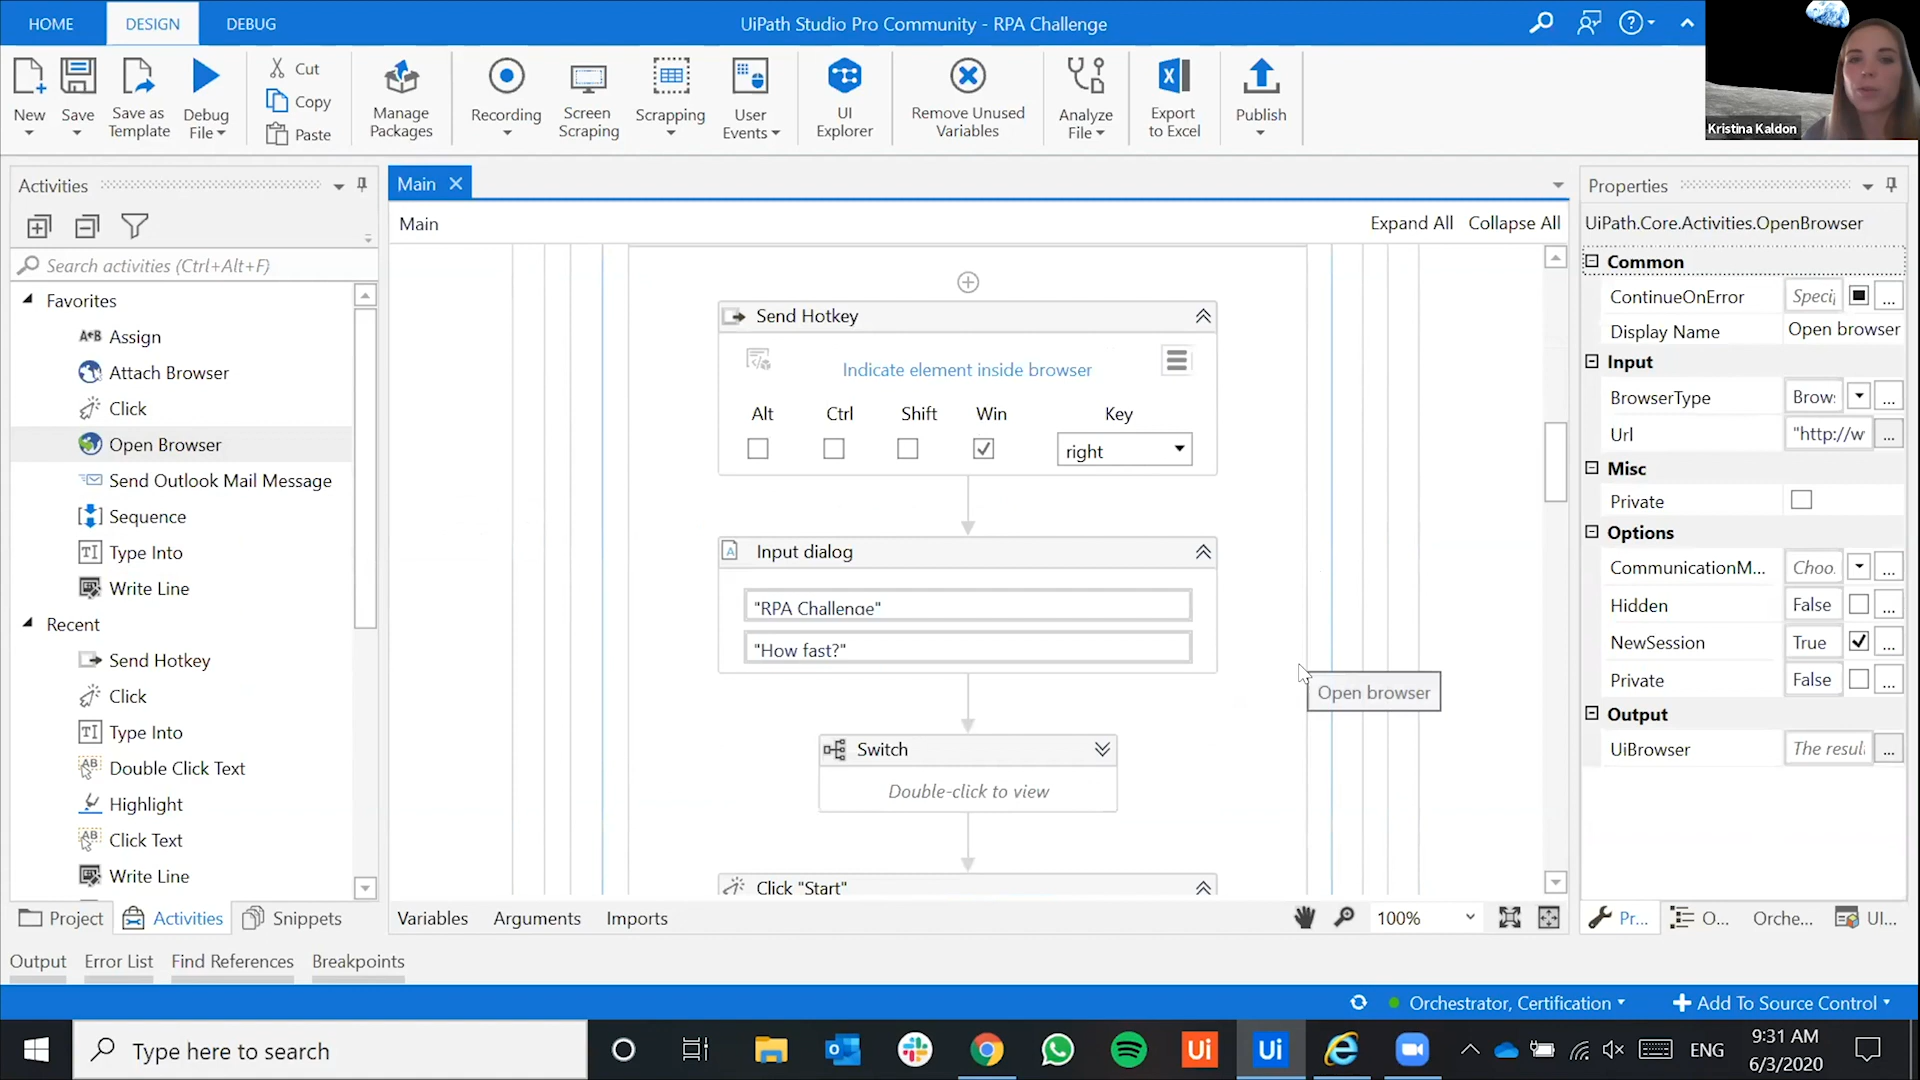 HOME
DESIGN
DEBUG
UiPath Studio Pro Community - RPA Challenge
Kristina Kaldon
New
Save
Save as Template
Debug File
Cut
Copy
Paste
Manage Packages
Recording
Screen Scraping
Scrapping
User Events
UI Explorer
Remove Unused Variables
Analyze File
Export to Excel
Publish
Activities
Search activities (Ctrl+Alt+F)
Favorites
Assign
Attach Browser
Click
Open Browser
Send Outlook Mail Message
Sequence
Type Into
Write Line
Recent
Send Hotkey
Click
Type Into
Double Click Text
Highlight
Click Text
Write Line
Project
Activities
Snippets
Main
Main
Expand All
Collapse All
Send Hotkey
Indicate element inside browser
Alt
Ctrl
Shift
Win
Key
right
Input dialog
"RPA Challenge"
"How fast?"
Open browser
Switch
Double-click to view
Click "Start"
Variables
Arguments
Imports
100%
Properties
UiPath.Core.Activities.OpenBrowser
Common
ContinueOnError
Display Name
Open browser
Input
BrowserType
Url
"http://w
Misc
Private
Options
CommunicationM...
Choo
Hidden
False
NewSession
True
Private
False
Output
UiBrowser
The resul
Pr...
O...
Orche...
UI...
Output
Error List
Find References
Breakpoints
Orchestrator, Certification
Add To Source Control
Type here to search
Ui
Ui
ENG
9:31 AM
6/3/2020